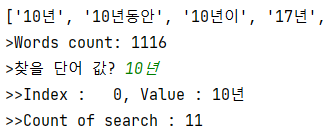 ['10년', '10년동안', '10년이', '17년',
>Words count: 1116
>찾을 단어 값? 10년
>>Index :   0, Value : 10년
>>Count of search : 11